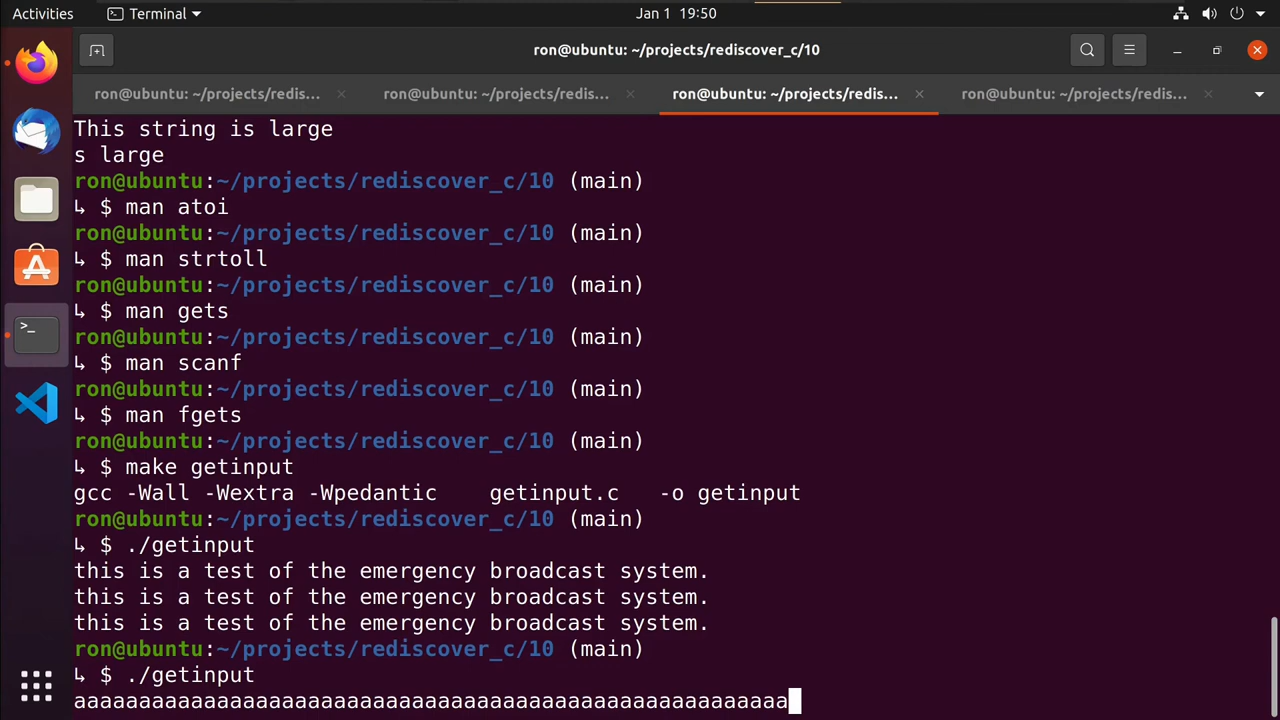 Activities Terminal Jan 1 19:50
ron@ubuntu: ~/projects/rediscover_c/10
ron@ubuntu: ~/projects/redis... ron@ubuntu: ~/projects/redis... ron@ubuntu: ~/projects/redis... ron@ubuntu: ~/projects/redis...
This string is large
s large
ron@ubuntu:~/projects/rediscover_c/10 (main)
↳ $ man atoi
ron@ubuntu:~/projects/rediscover_c/10 (main)
↳ $ man strtoll
ron@ubuntu:~/projects/rediscover_c/10 (main)
↳ $ man gets
ron@ubuntu:~/projects/rediscover_c/10 (main)
↳ $ man scanf
ron@ubuntu:~/projects/rediscover_c/10 (main)
↳ $ man fgets
ron@ubuntu:~/projects/rediscover_c/10 (main)
↳ $ make getinput
gcc -Wall -Wextra -Wpedantic    getinput.c   -o getinput
ron@ubuntu:~/projects/rediscover_c/10 (main)
↳ $ ./getinput
this is a test of the emergency broadcast system.
this is a test of the emergency broadcast system.
this is a test of the emergency broadcast system.
ron@ubuntu:~/projects/rediscover_c/10 (main)
↳ $ ./getinput
aaaaaaaaaaaaaaaaaaaaaaaaaaaaaaaaaaaaaaaaaaaaaaaaaaaaaaa